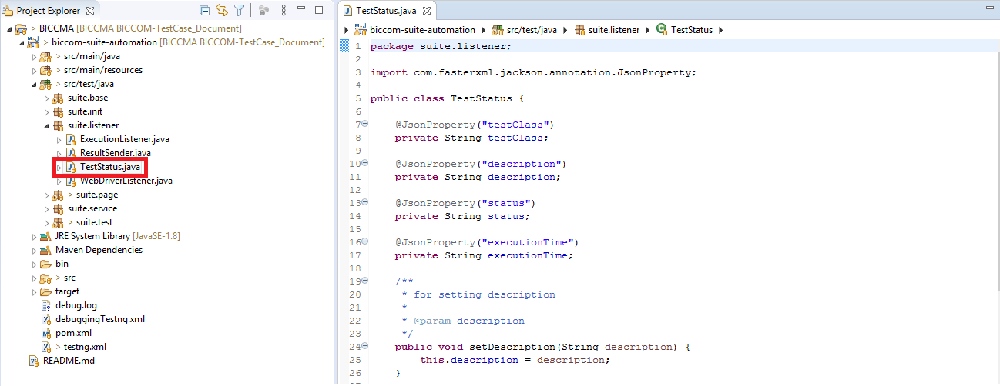 Project Explorer
BICCMA [BICCMA BICCOM-TestCase_Document]
biccom-suite-automation [BICCMA BICCOM-TestCase_Document]
> src/main/java
> src/main/resources
src/test/java
suite.base
suite.init
suite.listener
ExecutionListener.java
ResultSender.java
TestStatus.java
WebDriverListener.java
> suite.page
suite.service
> suite.test
JRE System Library [JavaSE-1.8]
Maven Dependencies
bin
> src
target
debug.log
debuggingTestng.xml
pom.xml
> testng.xml
README.md
TestStatus.java
biccom-suite-automation src/test/java suite.listener TestStatus
1 package suite.listener;
2
3 import com.fasterxml.jackson.annotation.JsonProperty;
4
5 public class TestStatus {
6
7 @JsonProperty("testClass")
8 private String testClass;
9
10 @JsonProperty("description")
11 private String description;
12
13 @JsonProperty("status")
14 private String status;
15
16 @JsonProperty("executionTime")
17 private String executionTime;
18
19 /**
20 * for setting description
21 *
22 * @param description
23 */
24 public void setDescription(String description) {
25 this.description = description;
26 }